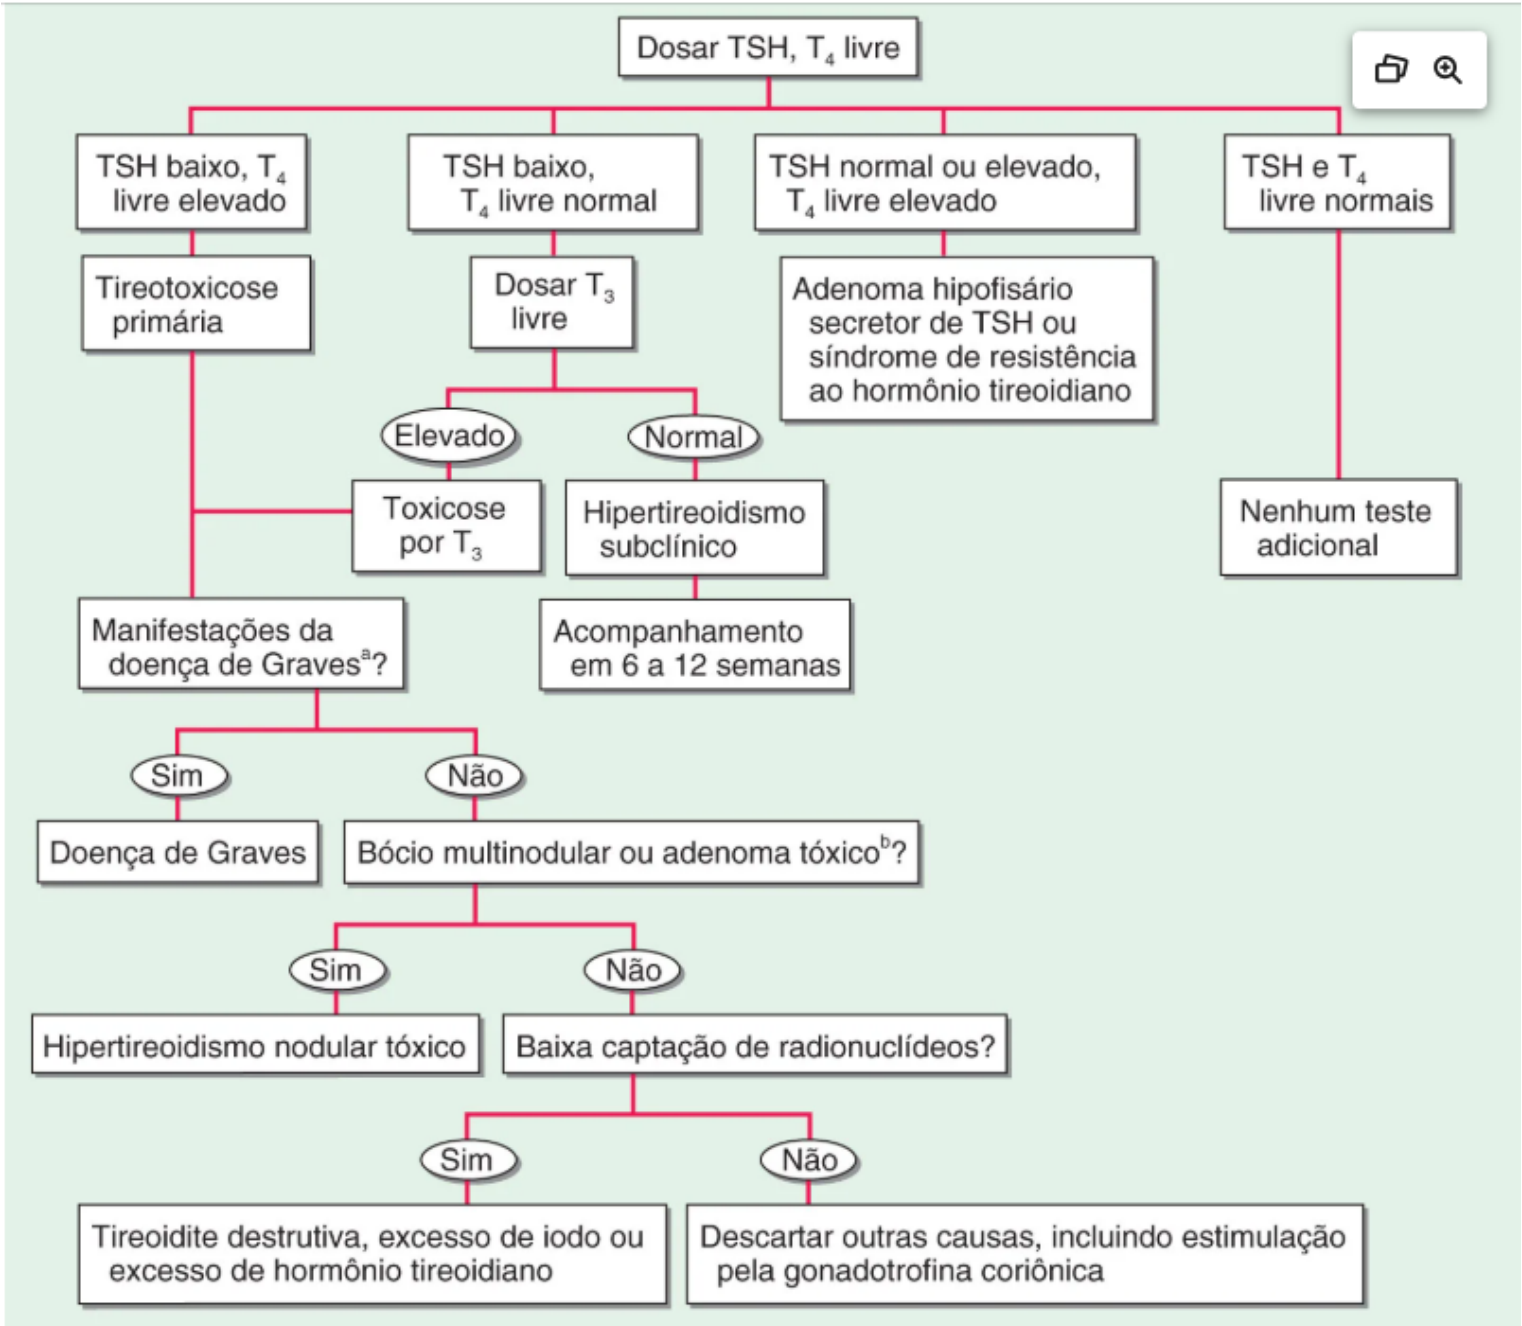 Dosar TSH, T4 livre
TSH baixo, T4
livre elevado
TSH baixo,
T4 livre normal
TSH normal ou elevado,
T4 livre elevado
TSH e T4
livre normais
Tireotoxicose
primária
Dosar T3
livre
Adenoma hipofisário
secretor de TSH ou
síndrome de resistência
ao hormônio tireoidiano
Elevado
Normal
Toxicose
por T3
Hipertireoidismo
subclínico
Nenhum teste
adicional
Manifestações da
doença de Gravesa?
Acompanhamento
em 6 a 12 semanas
Sim
Não
Doença de Graves
Bócio multinodular ou adenoma tóxicob?
Sim
Não
Hipertireoidismo nodular tóxico
Baixa captação de radionuclídeos?
Sim
Não
Tireoidite destrutiva, excesso de iodo ou
excesso de hormônio tireoidiano
Descartar outras causas, incluindo estimulação
pela gonadotrofina coriônica